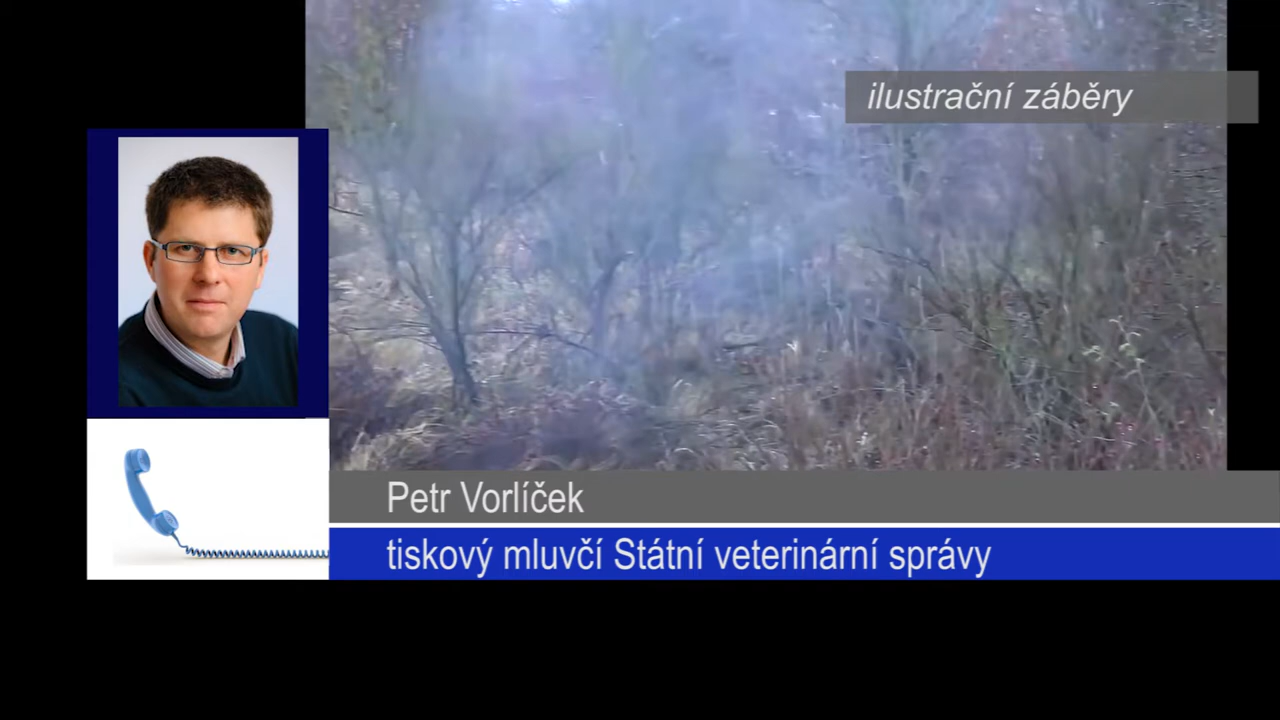 ilustrační záběry
Petr Vorlíček
tiskový mluvčí Státní veterinární správy